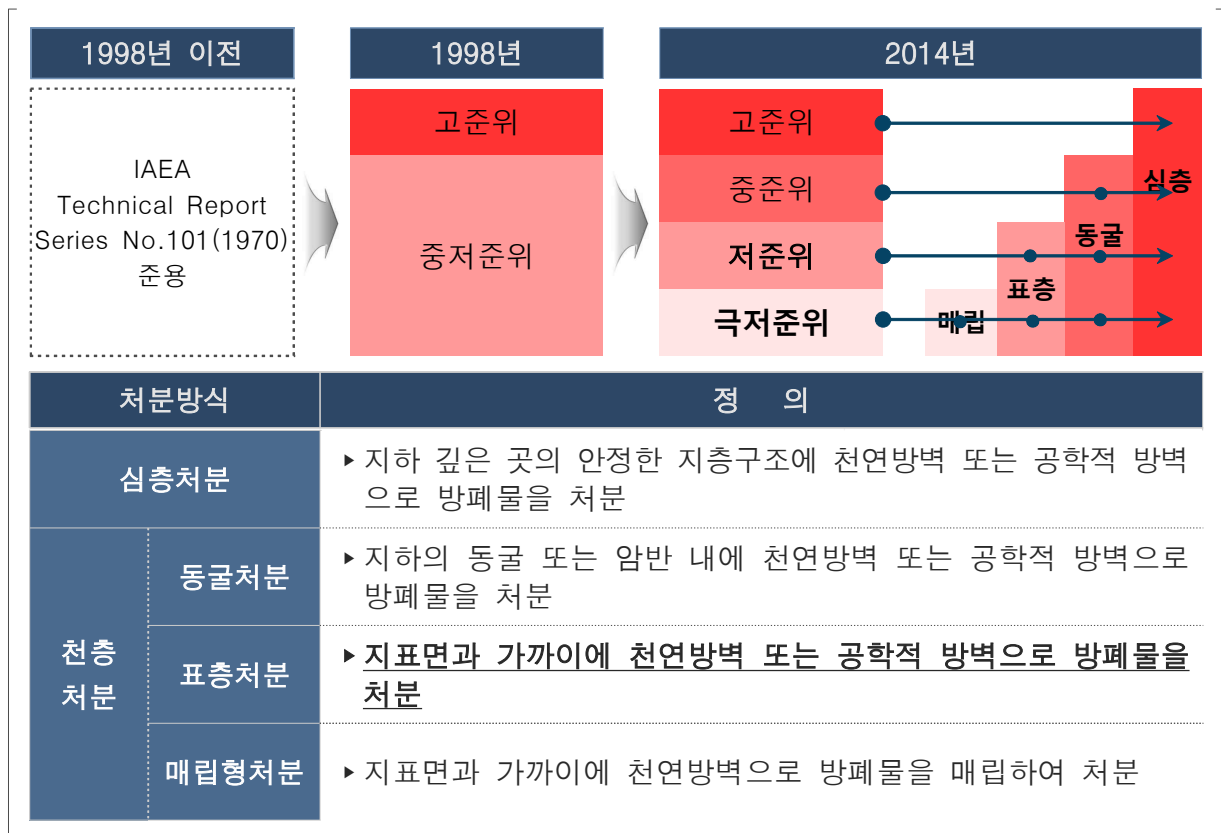 1998년 이전
1998년
2014년
IAEA
Technical Report
Series No.101(1970)
준용
고준위
중저준위
고준위
중준위
저준위
극저준위
심층
동굴
표층
매립
처분방식
정 의
심층처분
▸지하 깊은 곳의 안정한 지층구조에 천연방벽 또는 공학적 방벽
으로 방폐물을 처분
천층
처분
동굴처분
▸지하의 동굴 또는 암반 내에 천연방벽 또는 공학적 방벽으로
방폐물을 처분
표층처분
▸지표면과 가까이에 천연방벽 또는 공학적 방벽으로 방폐물을
처분
매립형처분
▸지표면과 가까이에 천연방벽으로 방폐물을 매립하여 처분